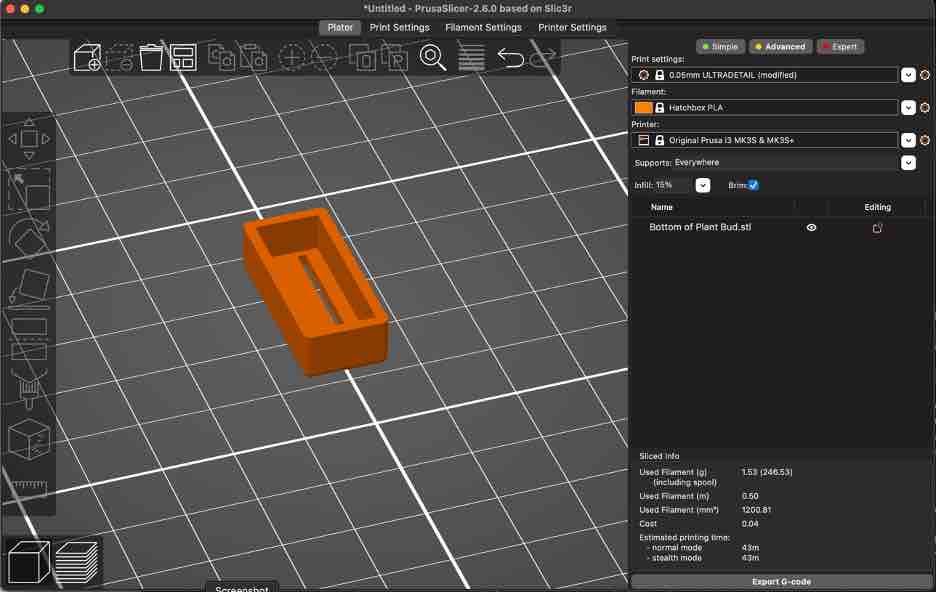 *Untitled - PrusaSlicer-2.6.0 based on Slic3r
Plater Print Settings Filament Settings Printer Settings
Simple Advanced Expert
Print settings:
0.05mm ULTRADETAIL (modified)
Filament:
Hatchbox PLA
Printer:
Original Prusa i3 MK3S & MK3S+
Supports: Everywhere
Infill: 15% Brim:
Name Editing
Bottom of Plant Bud.stl
Sliced Info
Used Filament (g) 1.53 (246.53)
(including spool)
Used Filament (m) 0.50
Used Filament (mm³) 1200.81
Cost 0.04
Estimated printing time:
- normal mode 43m
- stealth mode 43m
Export G-code
Screenshot